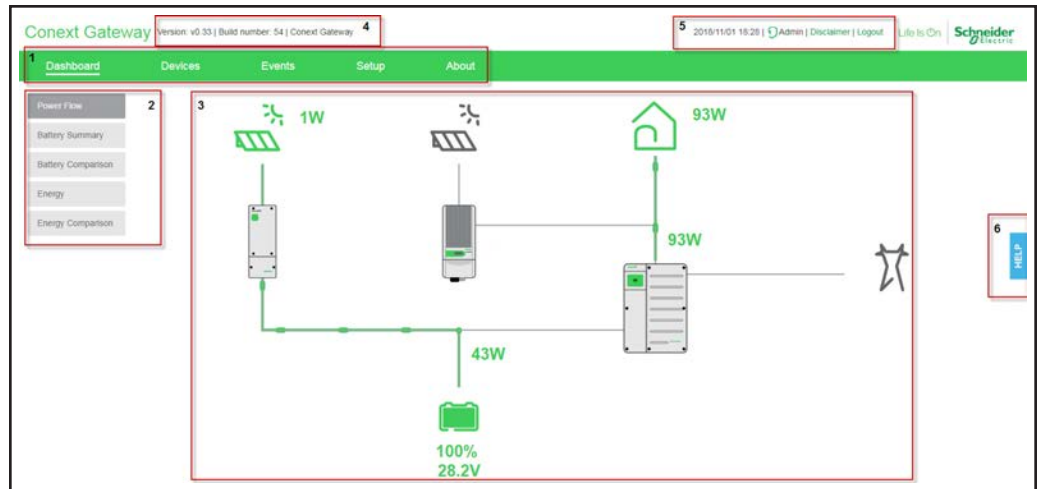 Conext Gateway Version: v0.33 | Build number: 54 | Conext Gateway 4
5 2018/11/01 18:28 | Admin | Disclaimer | Logout Life Is On Schneider Electric
1 Dashboard Devices Events Setup About
Power Flow 2
Battery Summary
Battery Comparison
Energy
Energy Comparison
3
1W
93W
93W
43W
100%
28.2V
6
HELP